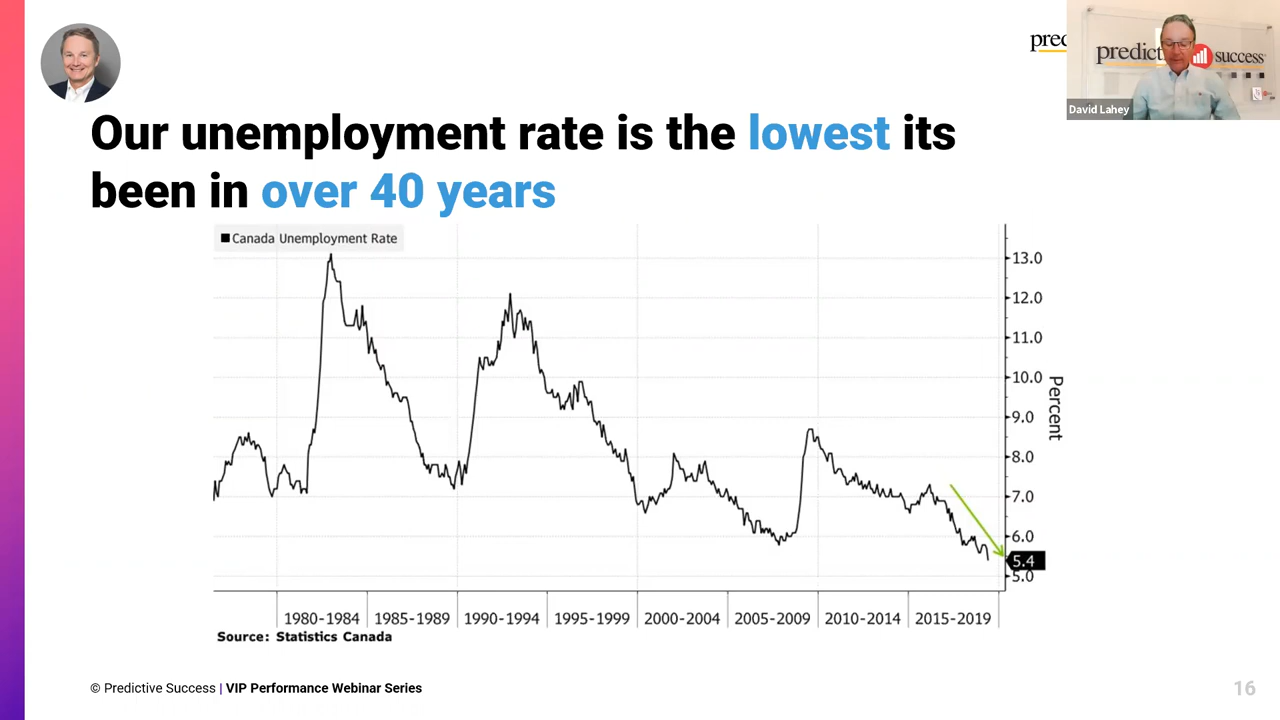 prec
predict success
David Lahey
Our unemployment rate is the lowest its
been in over 40 years
Canada Unemployment Rate
13.0
12.0
11.0
10.0
9.0
8.0
7.0
6.0
5.4
5.0
Percent
1980-1984 1985-1989 1990-1994 1995-1999 2000-2004 2005-2009 2010-2014 2015-2019
Source: Statistics Canada
© Predictive Success | VIP Performance Webinar Series
16